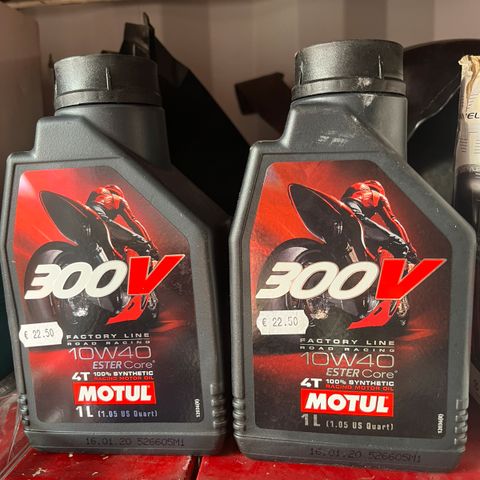 300V
€ 22.50
FACTORY LINE
ROAD RACING
10W40
ESTER Core®
4T 100% SYNTHETIC
RACING MOTOR OIL
MOTUL
1L (1.05 US Quart)
16.01.20 526605M1
300V
€ 22.50
FACTORY LINE
ROAD RACING
10W40
ESTER Core®
4T 100% SYNTHETIC
RACING MOTOR OIL
MOTUL
1L (1.05 US Quart)
16.01.20 526605M1